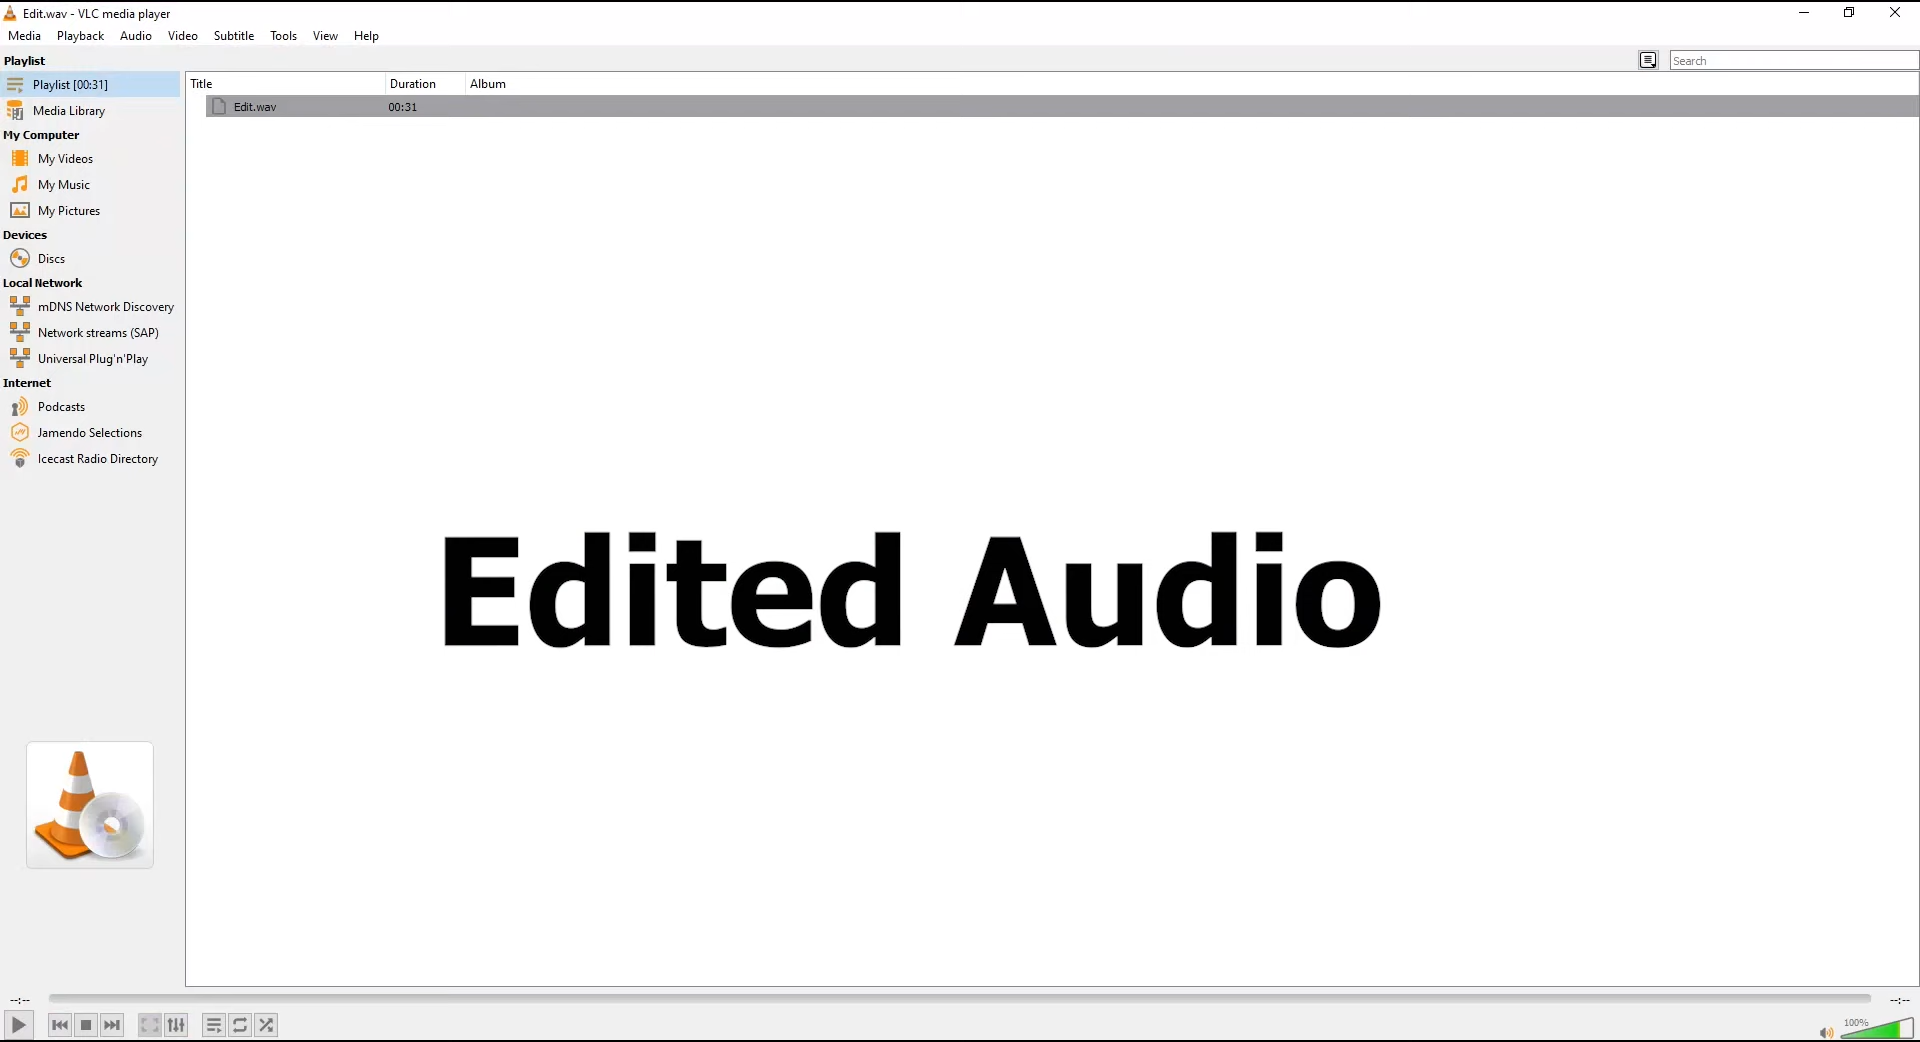 Edit.wav - VLC media player
Media Playback Audio Video Subtitle Tools View Help
Playlist
Search
Playlist [00:31]
Title Duration Album
Edit.wav 00:31
Media Library
My Computer
My Videos
My Music
My Pictures
Devices
Discs
Local Network
mDNS Network Discovery
Network streams (SAP)
Universal Plug'n'Play
Internet
Podcasts
Jamendo Selections
Icecast Radio Directory
Edited Audio
--:-- --:--
100%